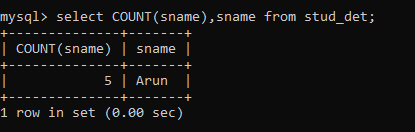 mysql> select COUNT(sname),sname from stud_det;
+--------------+-------+
| COUNT(sname) | sname |
+--------------+-------+
|            5 | Arun  |
+--------------+-------+
1 row in set (0.00 sec)